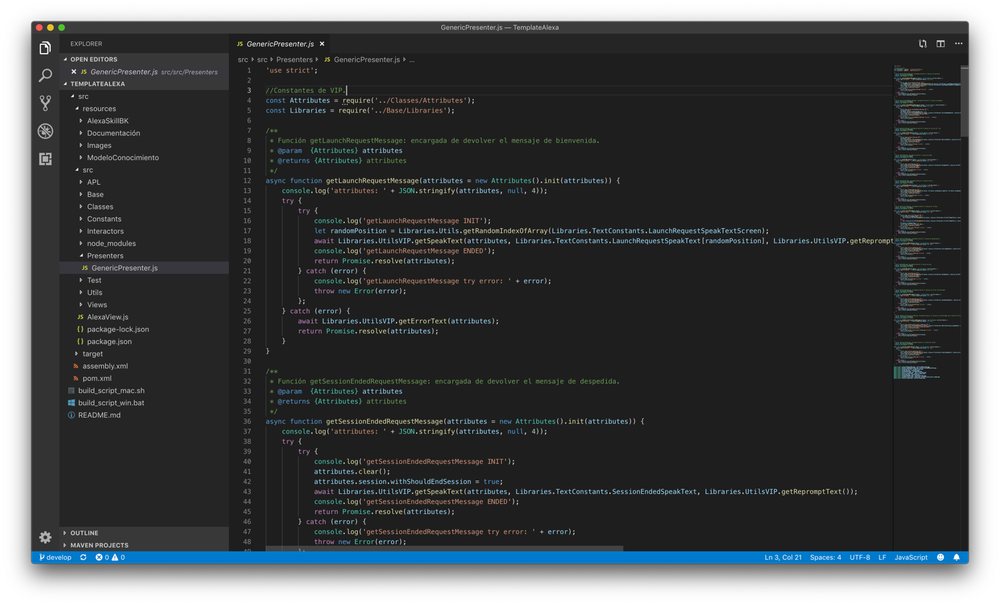 GenericPresenter.js — TemplateAlexa
EXPLORER
OPEN EDITORS
JS GenericPresenter.js src/src/Presenters
TEMPLATEALEXA
src
resources
AlexaSkillBK
Documentación
Images
ModeloConocimiento
src
APL
Base
Classes
Constants
Interactors
node_modules
Presenters
JS GenericPresenter.js
Test
Utils
Views
JS AlexaView.js
{} package-lock.json
{} package.json
target
assembly.xml
pom.xml
build_script_mac.sh
build_script_win.bat
README.md
OUTLINE
MAVEN PROJECTS
JS GenericPresenter.js
src src Presenters JS GenericPresenter.js ...
1 'use strict';
2
3 //Constantes de VIP.
4 const Attributes = require('../Classes/Attributes');
5 const Libraries = require('../Base/Libraries');
6
7 /**
8 * Función getLaunchRequestMessage: encargada de devolver el mensaje de bienvenida.
9 * @param {Attributes} attributes
10 * @returns {Attributes} attributes
11 */
12 async function getLaunchRequestMessage(attributes = new Attributes().init(attributes)) {
13 console.log('attributes: ' + JSON.stringify(attributes, null, 4));
14 try {
15 try {
16 console.log('getLaunchRequestMessage INIT');
17 let randomPosition = Libraries.Utils.getRandomIndexOfArray(Libraries.TextConstants.LaunchRequestSpeakTextScreen);
18 await Libraries.UtilsVIP.getSpeakText(attributes, Libraries.TextConstants.LaunchRequestSpeakText[randomPosition], Libraries.UtilsVIP.getReprompt
19 console.log('getLaunchRequestMessage ENDED');
20 return Promise.resolve(attributes);
21 } catch (error) {
22 console.log('getLaunchRequestMessage try error: ' + error);
23 throw new Error(error);
24 };
25 } catch (error) {
26 await Libraries.UtilsVIP.getErrorText(attributes);
27 return Promise.resolve(attributes);
28 }
29 }
30
31 /**
32 * Función getSessionEndedRequestMessage: encargada de devolver el mensaje de despedida.
33 * @param {Attributes} attributes
34 * @returns {Attributes} attributes
35 */
36 async function getSessionEndedRequestMessage(attributes = new Attributes().init(attributes)) {
37 console.log('attributes: ' + JSON.stringify(attributes, null, 4));
38 try {
39 try {
40 console.log('getSessionEndedRequestMessage INIT');
41 attributes.clear();
42 attributes.session.withShouldEndSession = true;
43 await Libraries.UtilsVIP.getSpeakText(attributes, Libraries.TextConstants.SessionEndedSpeakText, Libraries.UtilsVIP.getRepromptText());
44 console.log('getSessionEndedRequestMessage ENDED');
45 return Promise.resolve(attributes);
46 } catch (error) {
47 console.log('getSessionEndedRequestMessage try error: ' + error);
48 throw new Error(error);
develop 0 0 Ln 3, Col 21 Spaces: 4 UTF-8 LF JavaScript